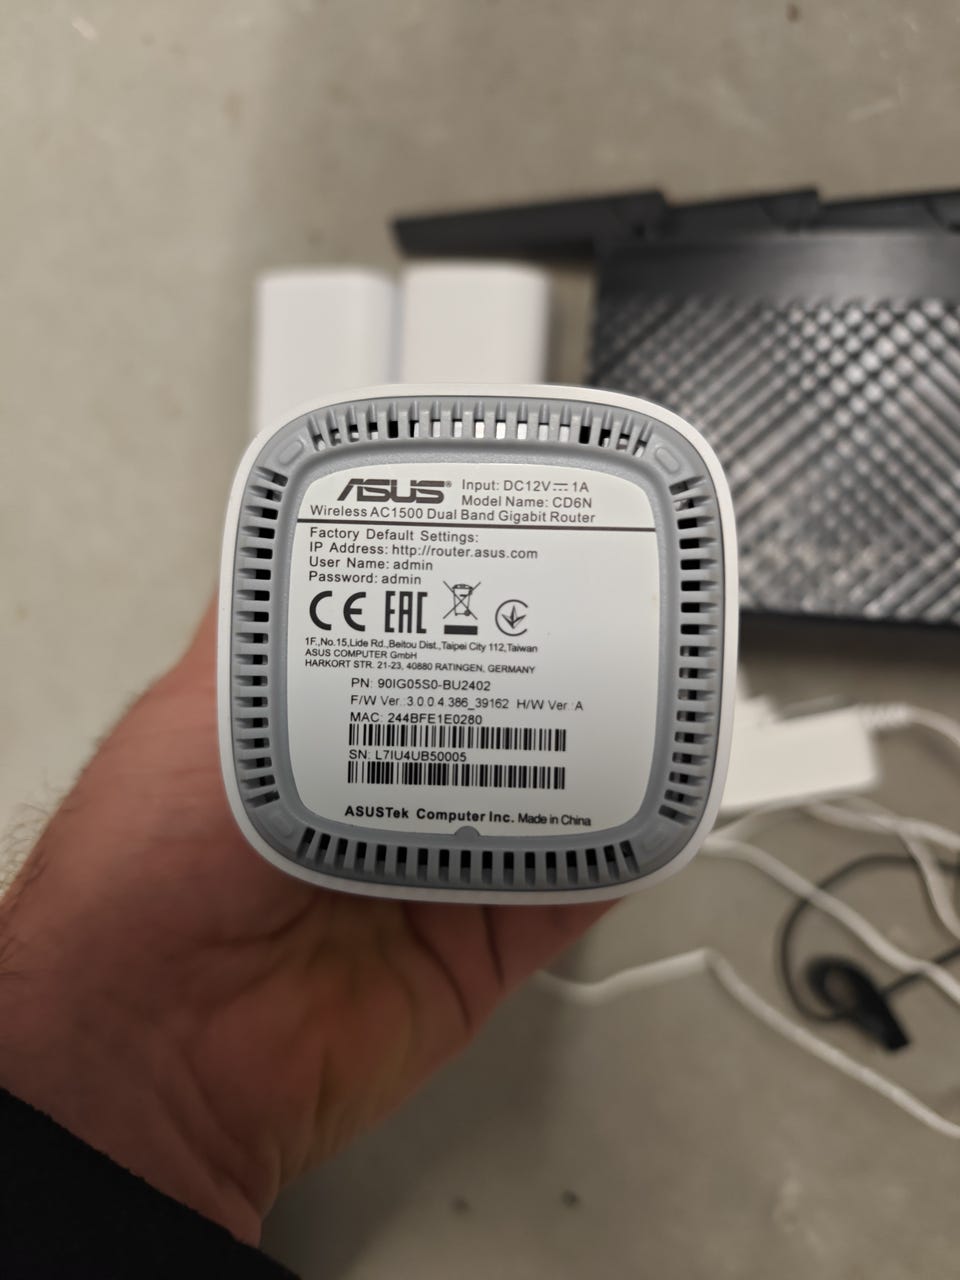 ASUS® Input: DC12V ⎓ 1A
Model Name: CD6N
Wireless AC1500 Dual Band Gigabit Router
Factory Default Settings:
IP Address: http://router.asus.com
User Name: admin
Password: admin
CE EAC
1F.,No.15,Lide Rd.,Beitou Dist.,Taipei City 112,Taiwan
ASUS COMPUTER GmbH
HARKORT STR. 21-23, 40880 RATINGEN, GERMANY
PN: 90IG05S0-BU2402
F/W Ver.:3.0.0.4.386_39162 H/W Ver.:A
MAC: 244BFE1E0280
SN: L7IU4UB50005
ASUSTek Computer Inc. Made in China